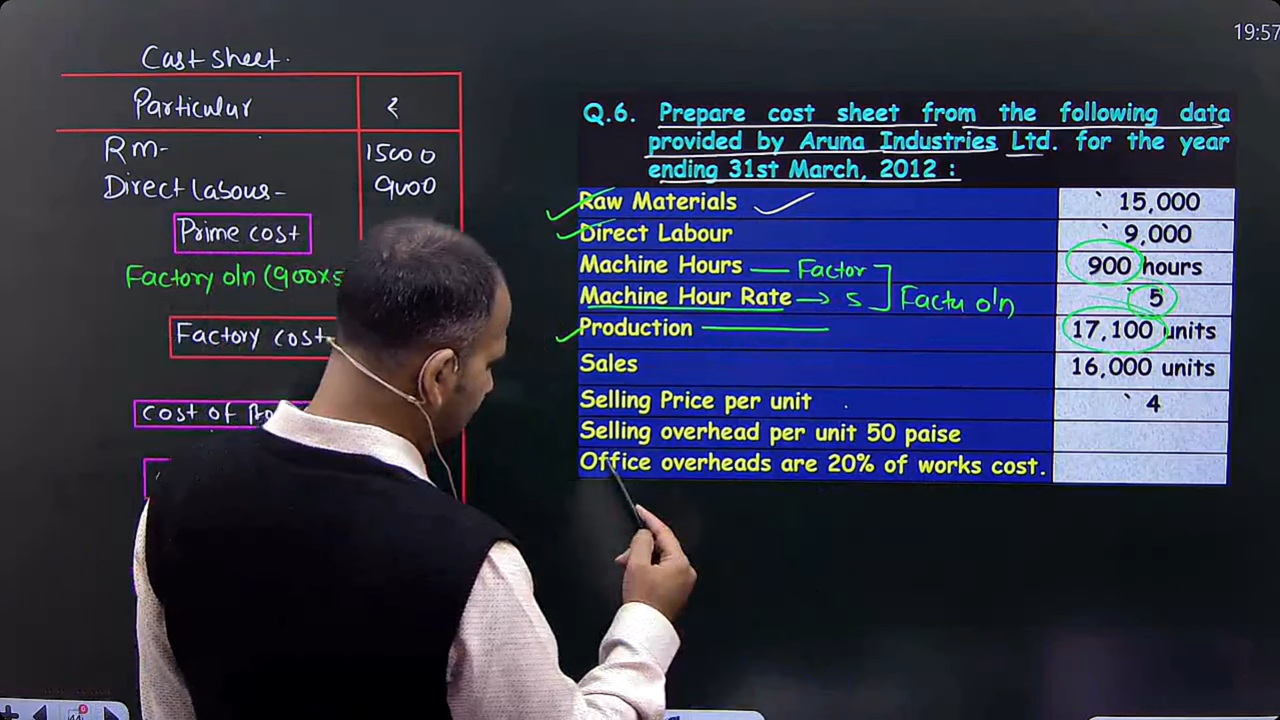 19:57
Cast sheet.
Particular ₹
RM- 15000
Direct Labour- 9000
Prime cost
Factory o/n (900x5
Factory cost
cost of
Q.6. Prepare cost sheet from the following data
provided by Aruna Industries Ltd. for the year
ending 31st March, 2012 :
Raw Materials ` 15,000
Direct Labour ` 9,000
Machine Hours — Factor 900 hours
Machine Hour Rate → 5 Factu o/n ` 5
Production 17,100 units
Sales 16,000 units
Selling Price per unit ` 4
Selling overhead per unit 50 paise
Office overheads are 20% of works cost.